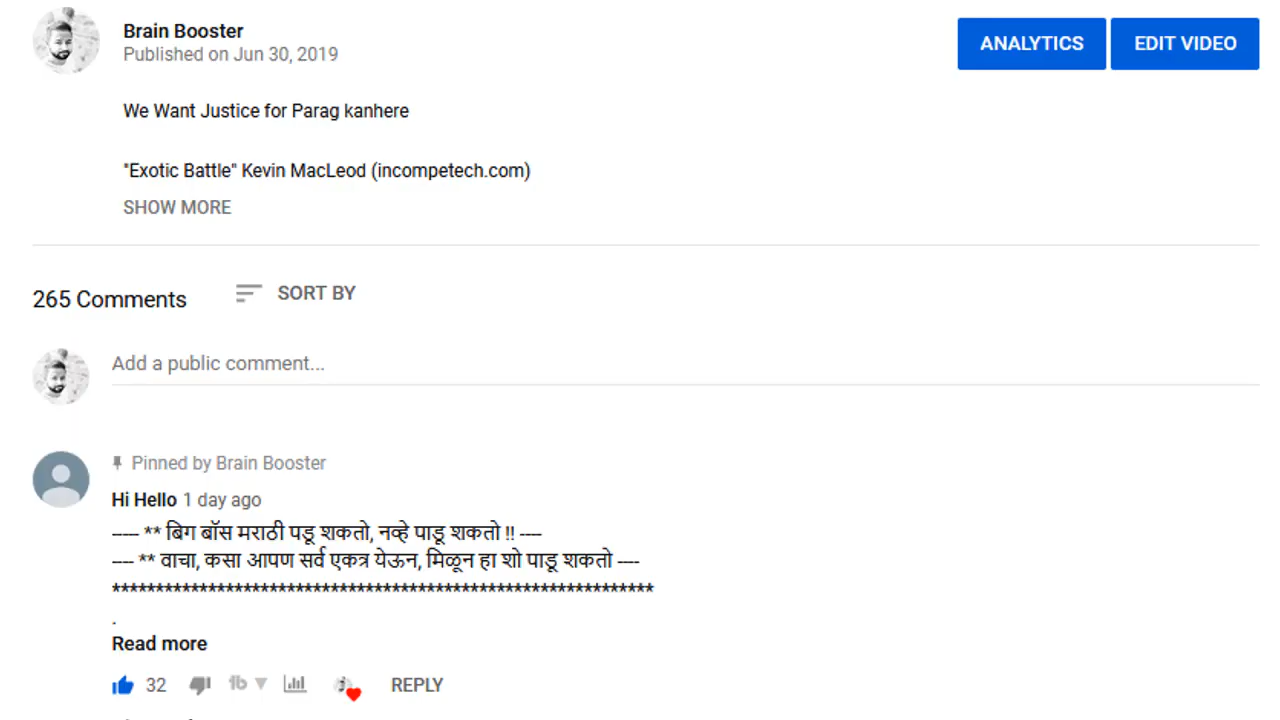 Brain Booster
Published on Jun 30, 2019
ANALYTICS
EDIT VIDEO
We Want Justice for Parag kanhere
"Exotic Battle" Kevin MacLeod (incompetech.com)
SHOW MORE
265 Comments
SORT BY
Add a public comment...
Pinned by Brain Booster
Hi Hello 1 day ago
---- ** बिग बॉस मराठी पडू शकतो, नव्हे पाडू शकतो !! ----
---- ** वाचा, कसा आपण सर्व एकत्र येऊन, मिळून हा शो पाडू शकतो ----
**************************************************************
.
Read more
32
REPLY